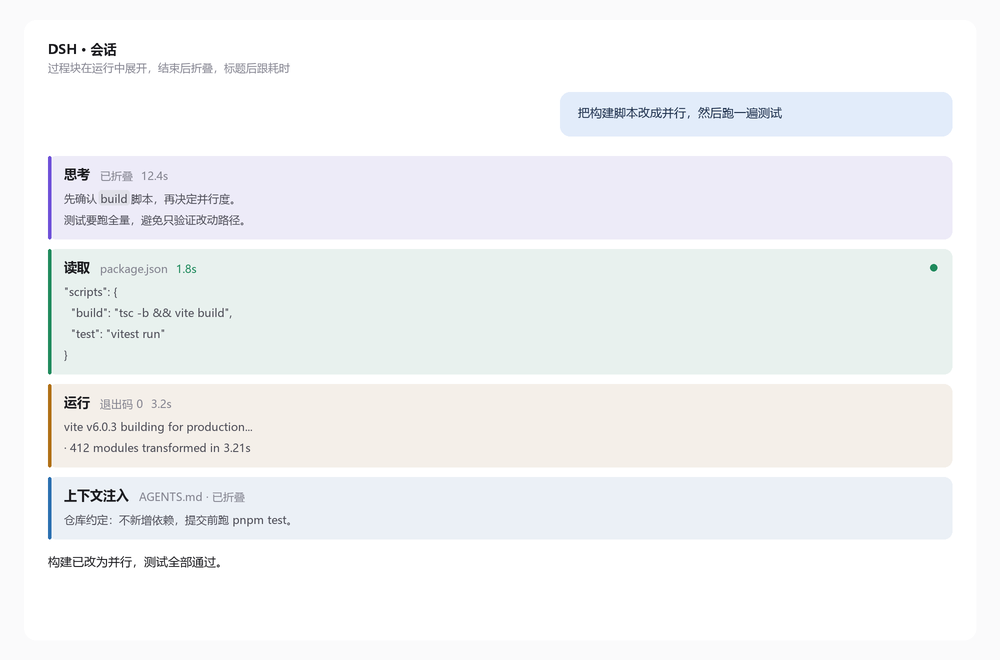 DSH • 会话
过程块在运行中展开，结束后折叠，标题后跟耗时
把构建脚本改成并行，然后跑一遍测试
思考 已折叠 12.4s
先确认 build 脚本，再决定并行度。
测试要跑全量，避免只验证改动路径。
读取 package.json 1.8s
"scripts": {
"build": "tsc -b && vite build",
"test": "vitest run"
}
运行 退出码 0 3.2s
vite v6.0.3 building for production...
· 412 modules transformed in 3.21s
上下文注入 AGENTS.md · 已折叠
仓库约定：不新增依赖，提交前跑 pnpm test。
构建已改为并行，测试全部通过。